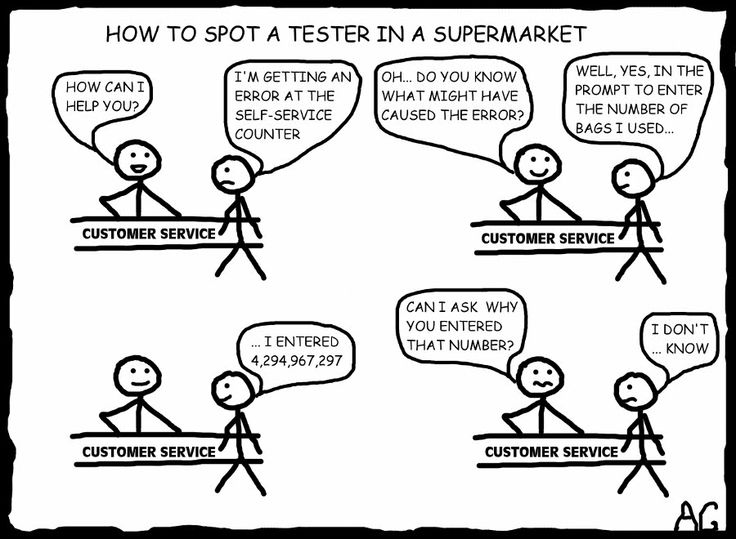 HOW TO SPOT A TESTER IN A SUPERMARKET
HOW CAN I
HELP YOU?
I'M GETTING AN
ERROR AT THE
SELF-SERVICE
COUNTER
CUSTOMER SERVICE
OH... DO YOU KNOW
WHAT MIGHT HAVE
CAUSED THE ERROR?
WELL, YES, IN THE
PROMPT TO ENTER
THE NUMBER OF
BAGS I USED...
CUSTOMER SERVICE
... I ENTERED
4,294,967,297
CUSTOMER SERVICE
CAN I ASK WHY
YOU ENTERED
THAT NUMBER?
I DON'T
... KNOW
CUSTOMER SERVICE
AG